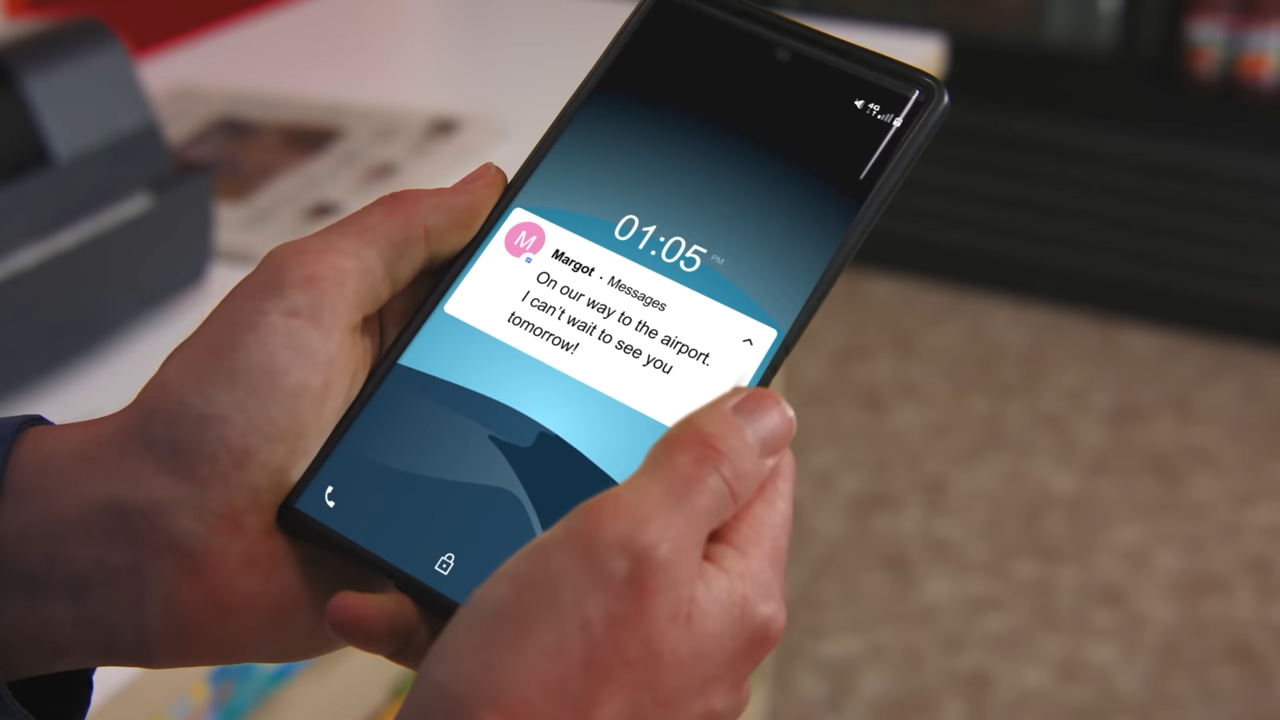 4G
01:05 PM
M
Margot · Messages
On our way to the airport.
I can't wait to see you
tomorrow!